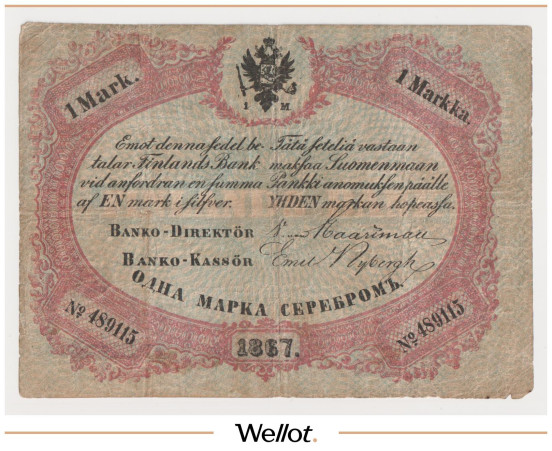 1 Mark.
1 Markka.
1 M
Emot denna sedel be-
talar Finlands Bank
vid anfordran en summa
af EN mark i silfver.
Tätä seteliä vastaan
maksaa Suomenmaan
Pankki anomuksen päälle
YHDEN markan hopeassa.
BANKO-DIREKTÖR
BANKO-KASSÖR Emil Nybergh
ОДНА МАРКА СЕРЕБРОМЪ.
No 489115
No 489115
1867.
Wellot.